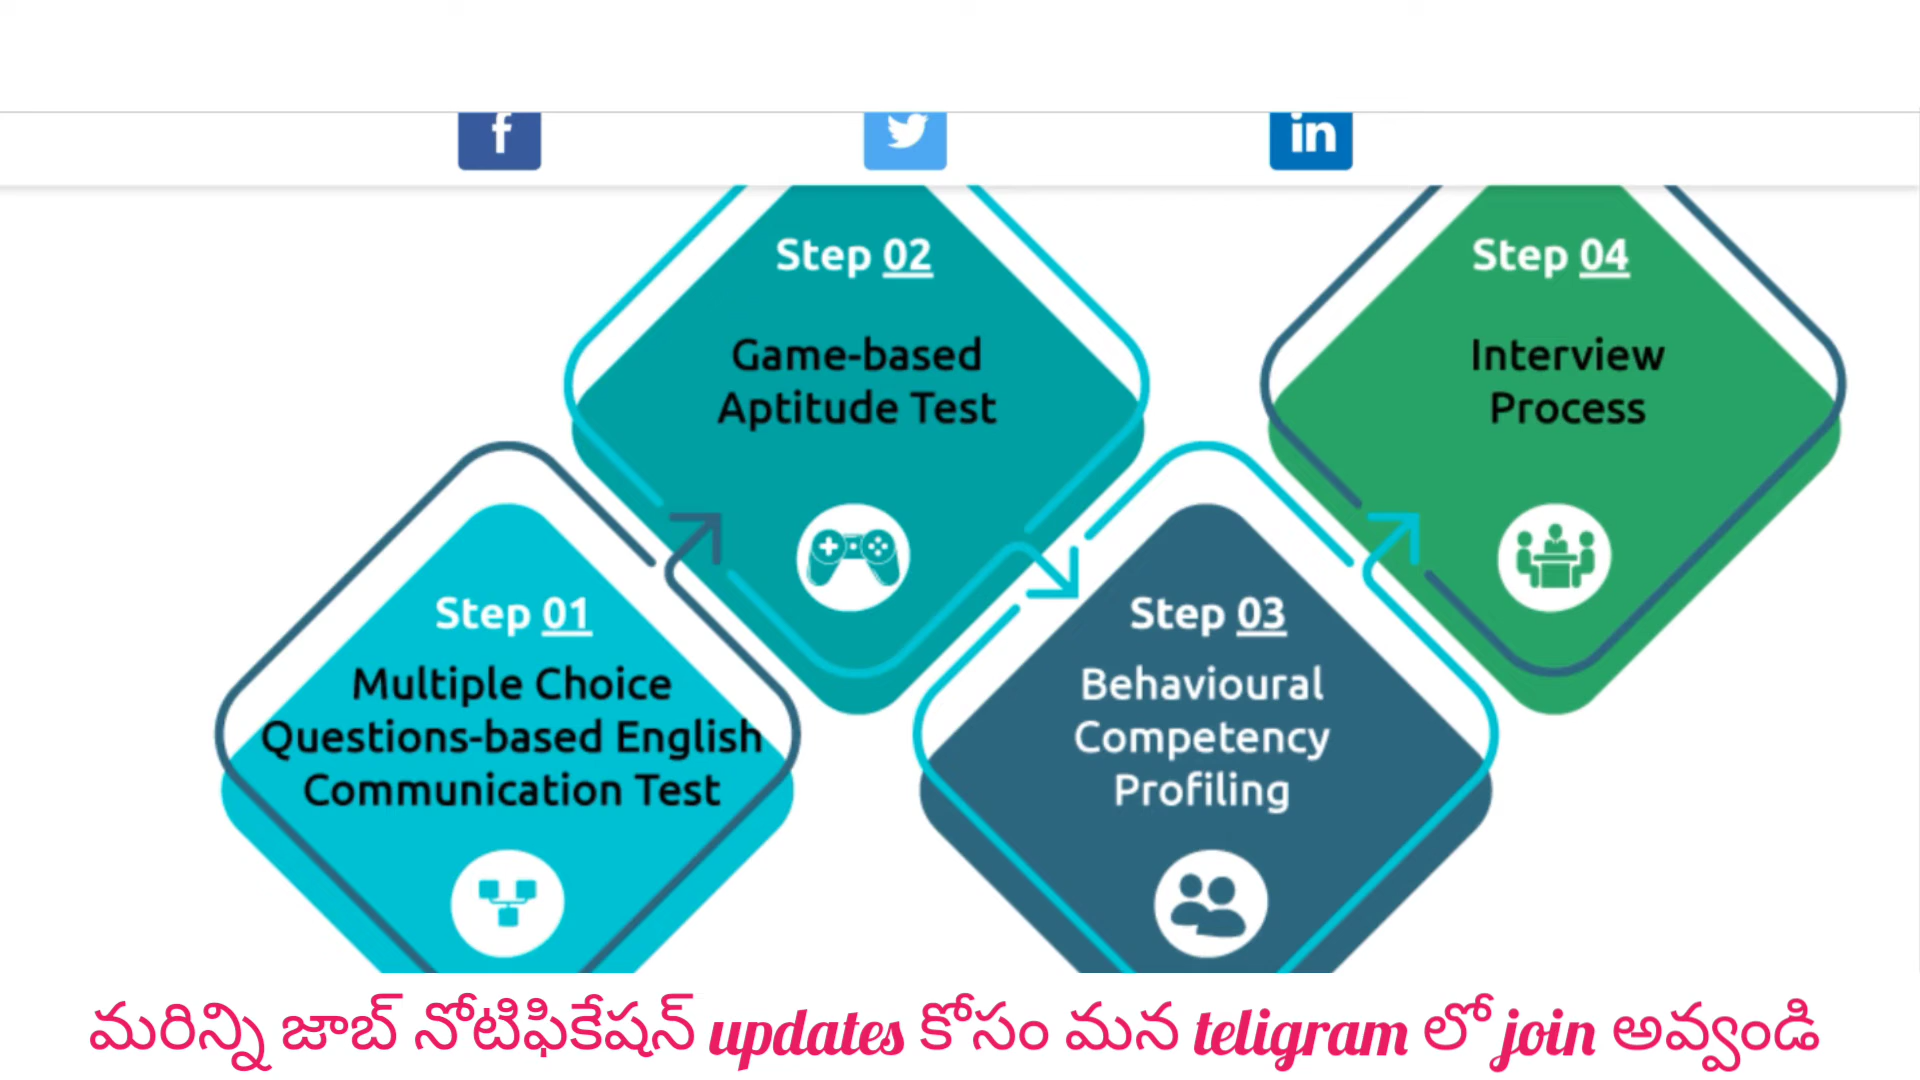 f
in
Step 01
Multiple Choice
Questions-based English
Communication Test
Step 02
Game-based
Aptitude Test
Step 03
Behavioural
Competency
Profiling
Step 04
Interview
Process
మరిన్ని జాబ్ నోటిఫికేషన్ updates కోసం మన teligram లో join అవ్వండి